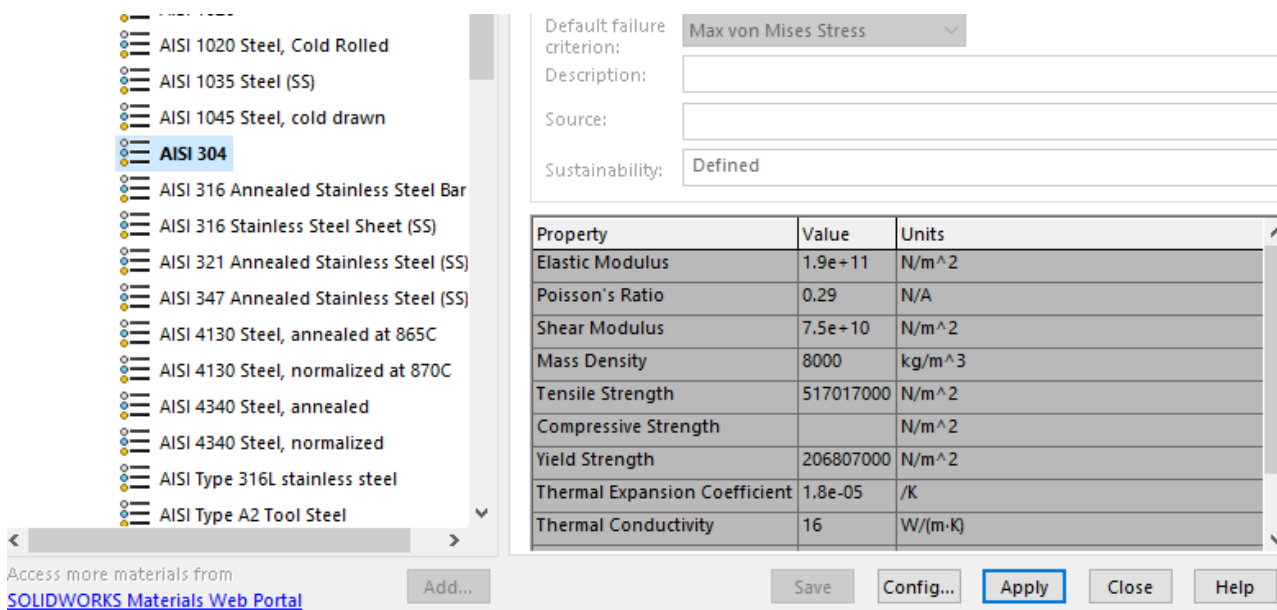 AISI 1020 Steel, Cold Rolled
AISI 1035 Steel (SS)
AISI 1045 Steel, cold drawn
AISI 304
AISI 316 Annealed Stainless Steel Bar
AISI 316 Stainless Steel Sheet (SS)
AISI 321 Annealed Stainless Steel (SS)
AISI 347 Annealed Stainless Steel (SS)
AISI 4130 Steel, annealed at 865C
AISI 4130 Steel, normalized at 870C
AISI 4340 Steel, annealed
AISI 4340 Steel, normalized
AISI Type 316L stainless steel
AISI Type A2 Tool Steel
Access more materials from
SOLIDWORKS Materials Web Portal
Add...
Default failure
criterion:
Max von Mises Stress
Description:
Source:
Sustainability: Defined
Property Value Units
Elastic Modulus 1.9e+11 N/m^2
Poisson's Ratio 0.29 N/A
Shear Modulus 7.5e+10 N/m^2
Mass Density 8000 kg/m^3
Tensile Strength 517017000 N/m^2
Compressive Strength N/m^2
Yield Strength 206807000 N/m^2
Thermal Expansion Coefficient 1.8e-05 /K
Thermal Conductivity 16 W/(m·K)
Save Config... Apply Close Help